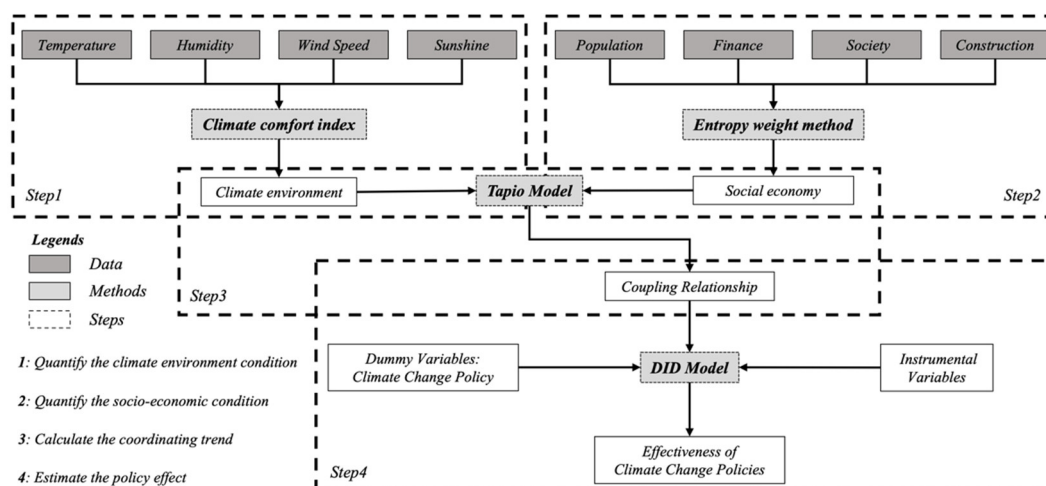 Temperature
Humidity
Wind Speed
Sunshine
Population
Finance
Society
Construction
Climate comfort index
Entropy weight method
Climate environment
Tapio Model
Social economy
Step1
Step2
Legends
Data
Methods
Steps
Step3
Coupling Relationship
1: Quantify the climate environment condition
2: Quantify the socio-economic condition
3: Calculate the coordinating trend
4: Estimate the policy effect
Dummy Variables:
Climate Change Policy
DID Model
Instrumental
Variables
Effectiveness of
Climate Change Policies
Step4